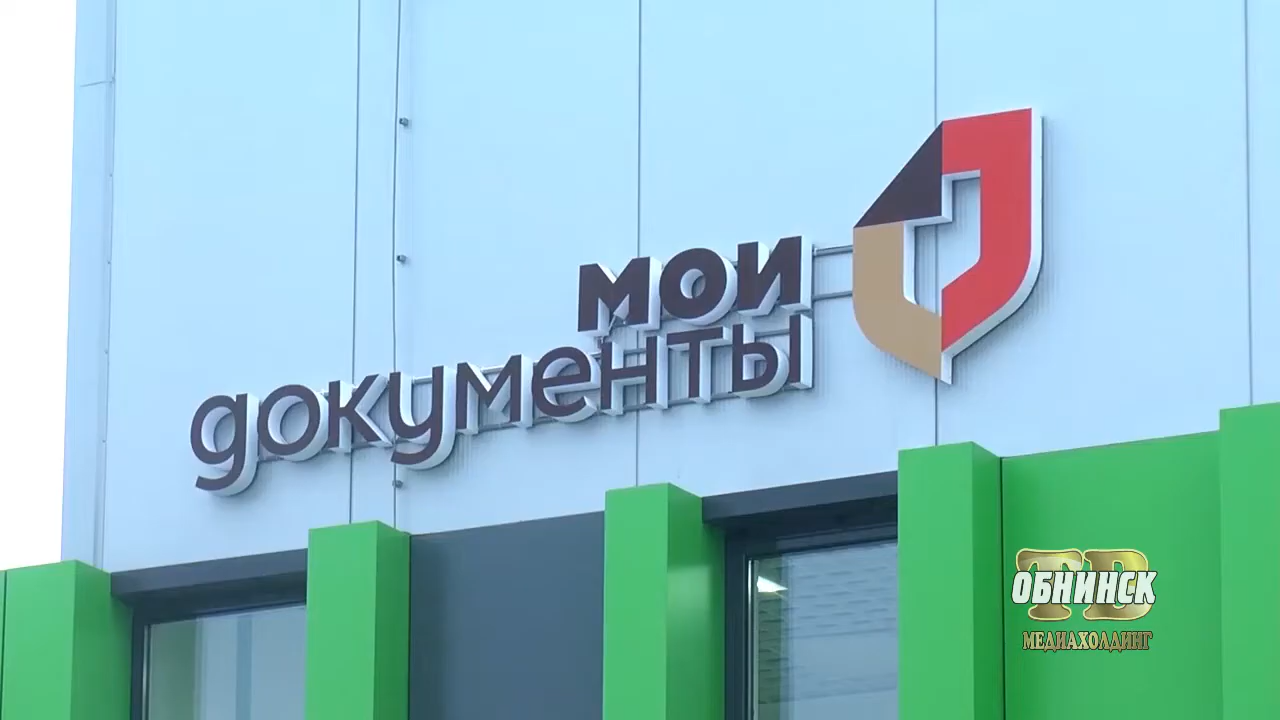 мои
документы
ТВ
ОБНИНСК
МЕДИАХОЛДИНГ